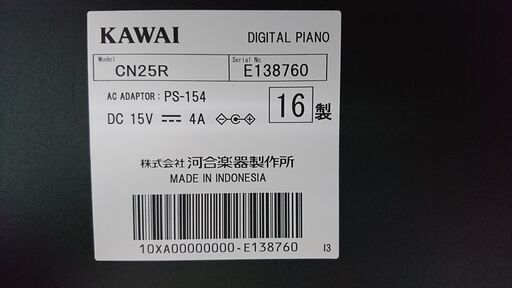 KAWAI DIGITAL PIANO
Model Serial No.
CN25R E138760
AC ADAPTOR : PS-154
DC 15V 4A
16 製
株式会社 河合楽器製作所
MADE IN INDONESIA
10XA00000000-E138760 I3